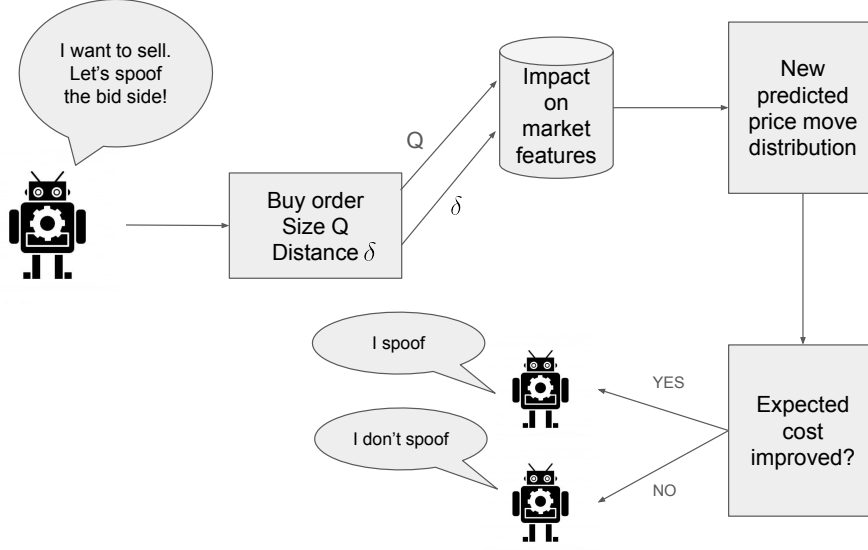 I want to sell.
Let's spoof
the bid side!
Buy order
Size Q
Distance δ
Q
δ
Impact
on
market
features
New
predicted
price move
distribution
Expected
cost
improved?
YES
I spoof
NO
I don't spoof